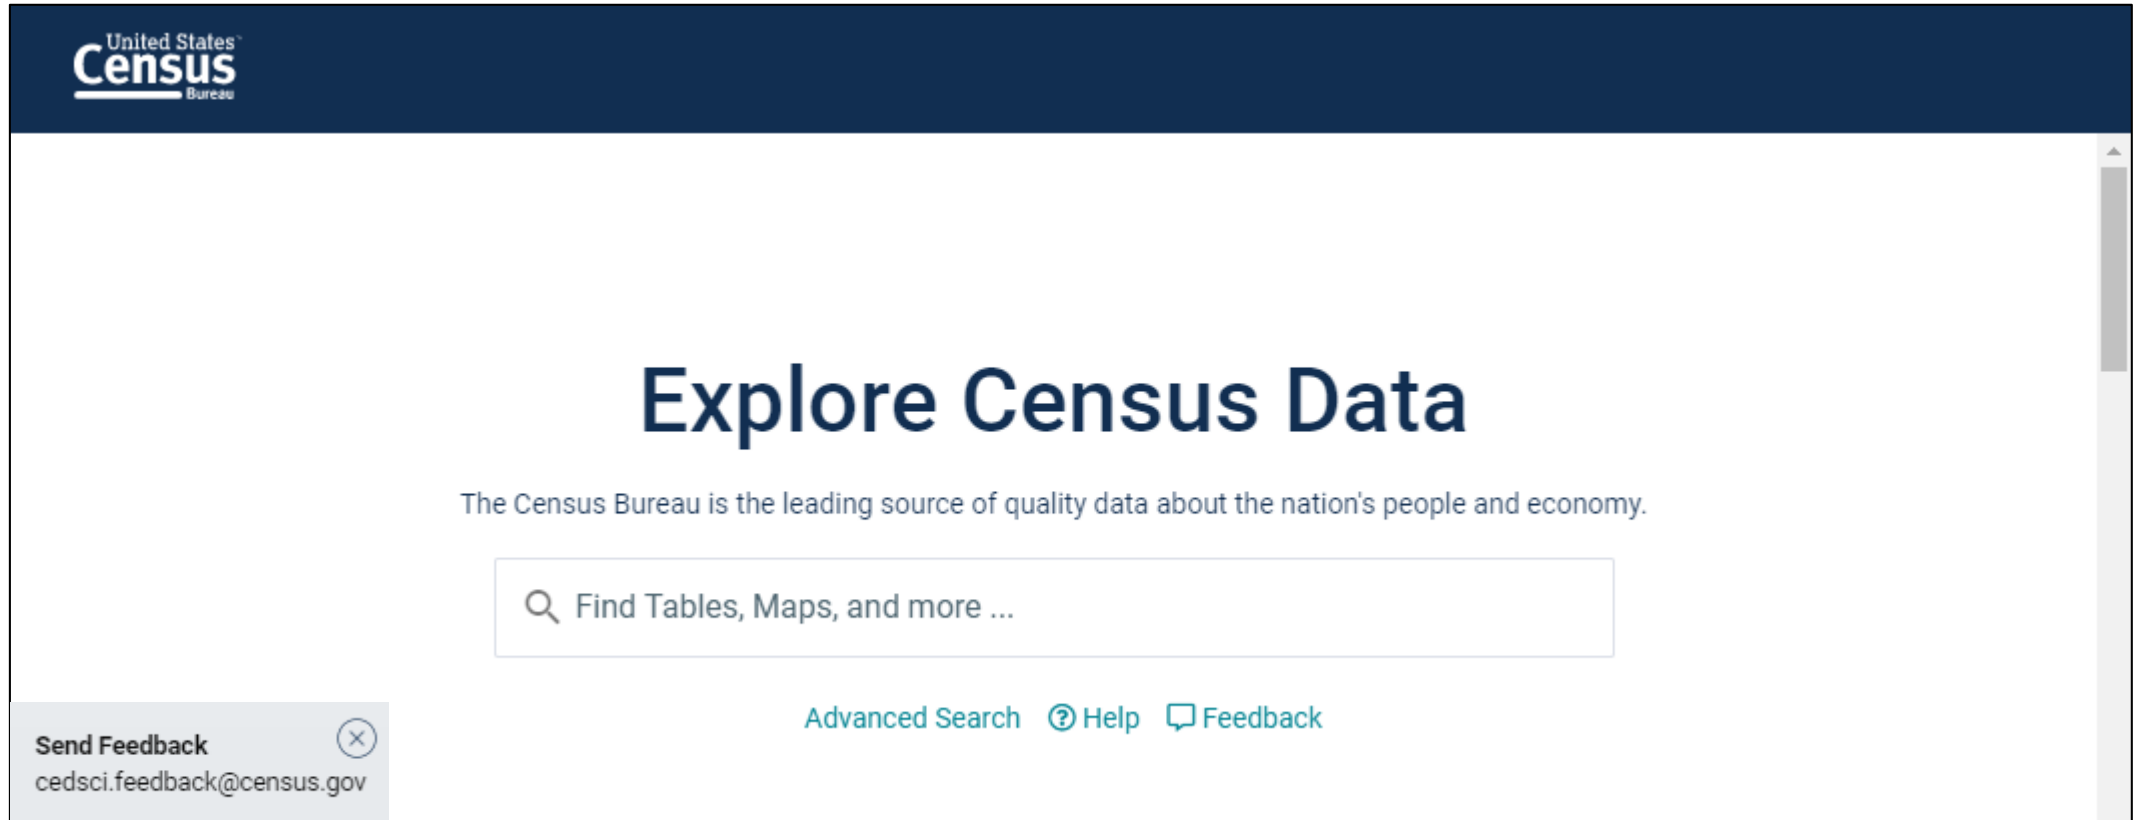 United States™
Census
Bureau
Explore Census Data
The Census Bureau is the leading source of quality data about the nation's people and economy.
Find Tables, Maps, and more ...
Advanced Search Help Feedback
Send Feedback
cedsci.feedback@census.gov